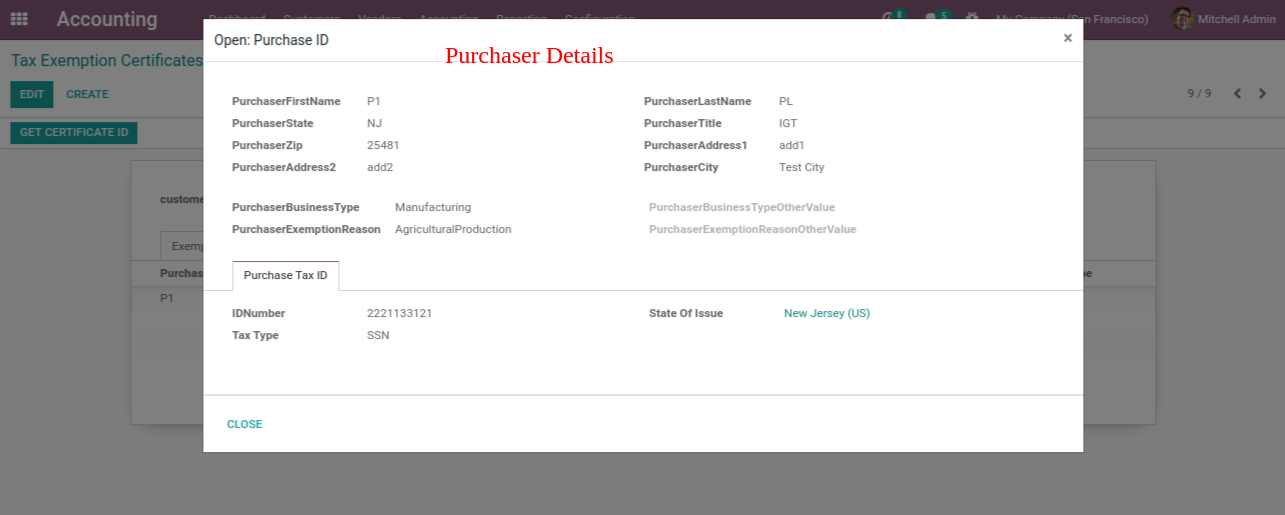 Accounting Dashboard Customers Vendors Accounting Reporting Configuration 8 5 My Company (San Francisco) Mitchell Admin
Open: Purchase ID ×
Purchaser Details
Tax Exemption Certificates
EDIT CREATE 9 / 9
GET CERTIFICATE ID
PurchaserFirstName P1 PurchaserLastName PL
PurchaserState NJ PurchaserTitle IGT
PurchaserZip 25481 PurchaserAddress1 add1
PurchaserAddress2 add2 PurchaserCity Test City
custome
PurchaserBusinessType Manufacturing PurchaserBusinessTypeOtherValue
PurchaserExemptionReason AgriculturalProduction PurchaserExemptionReasonOtherValue
Exemp
Purchas
Purchase Tax ID
P1
IDNumber 2221133121 State Of Issue New Jersey (US)
Tax Type SSN
CLOSE